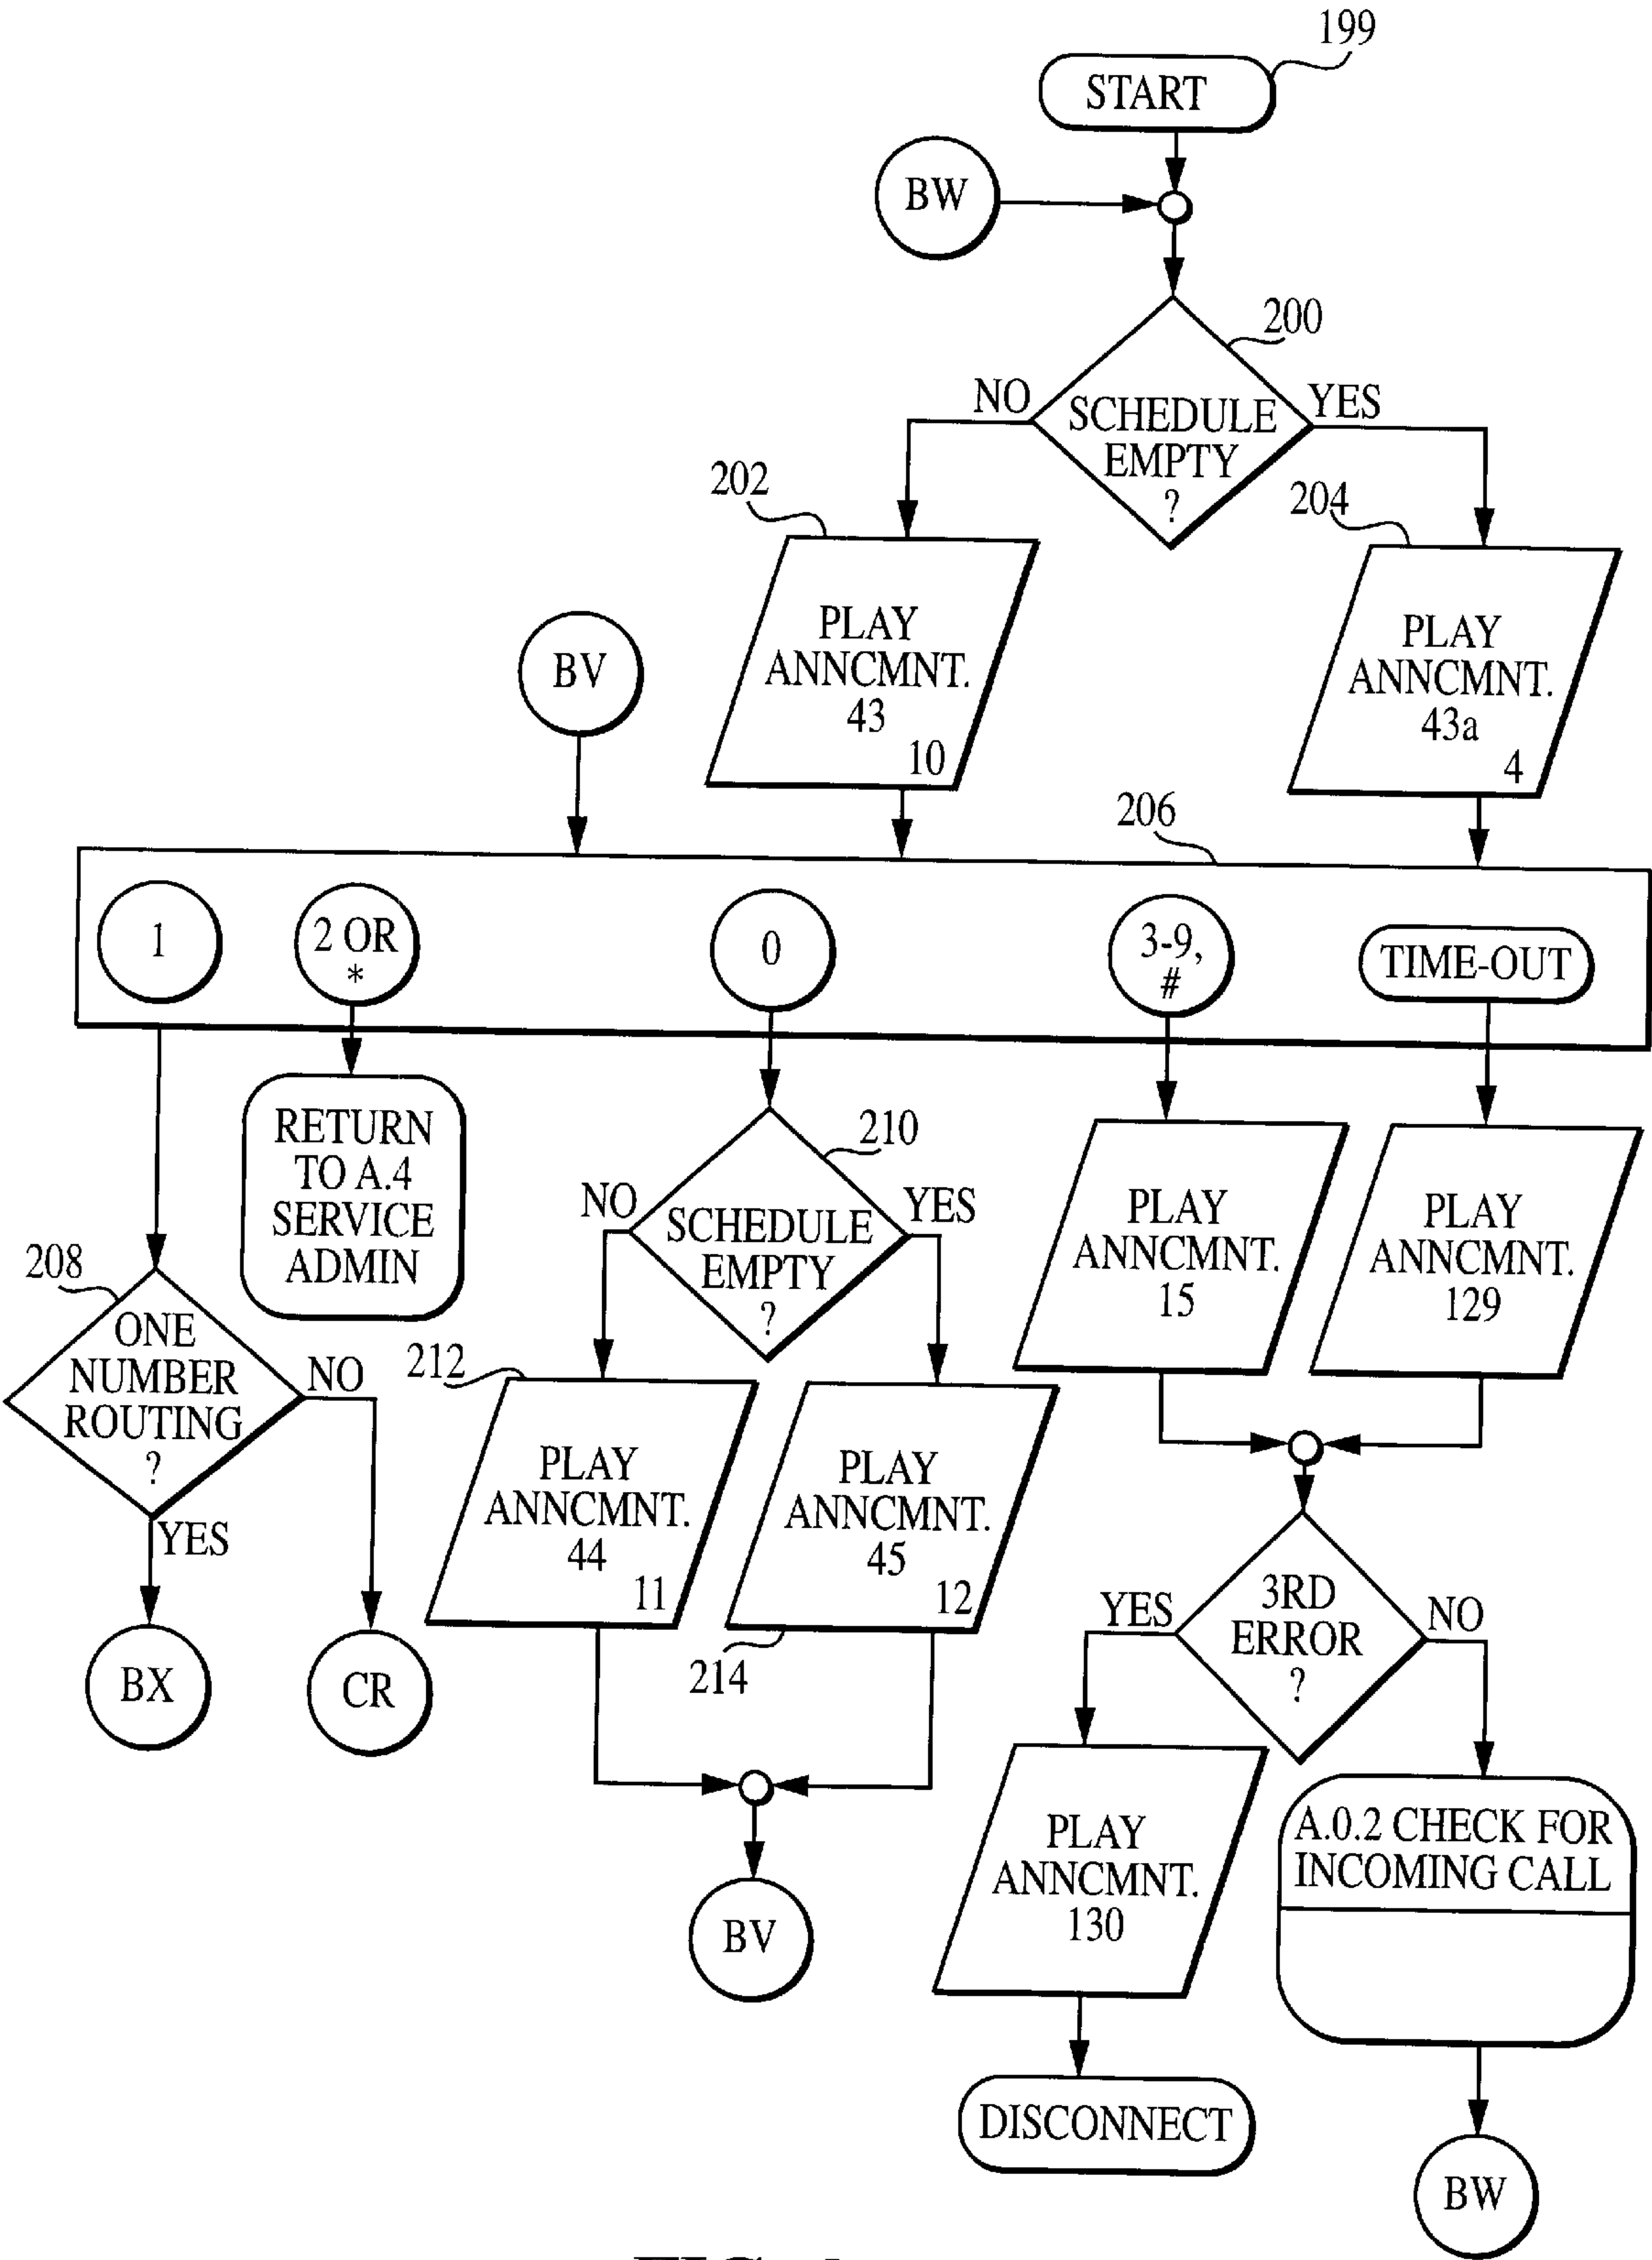 199
START
BW
200
NO
SCHEDULE
EMPTY
?
YES
202
204
PLAY
ANNCMNT.
43
10
PLAY
ANNCMNT.
43a
4
BV
206
1
2 OR
*
0
3-9,
#
TIME-OUT
RETURN
TO A.4
SERVICE
ADMIN
210
NO
SCHEDULE
EMPTY
?
YES
PLAY
ANNCMNT.
15
PLAY
ANNCMNT.
129
208
ONE
NUMBER
ROUTING
?
NO
YES
212
PLAY
ANNCMNT.
44
11
PLAY
ANNCMNT.
45
12
214
BX
CR
YES
3RD
ERROR
?
NO
BV
PLAY
ANNCMNT.
130
A.0.2 CHECK FOR
INCOMING CALL
DISCONNECT
BW